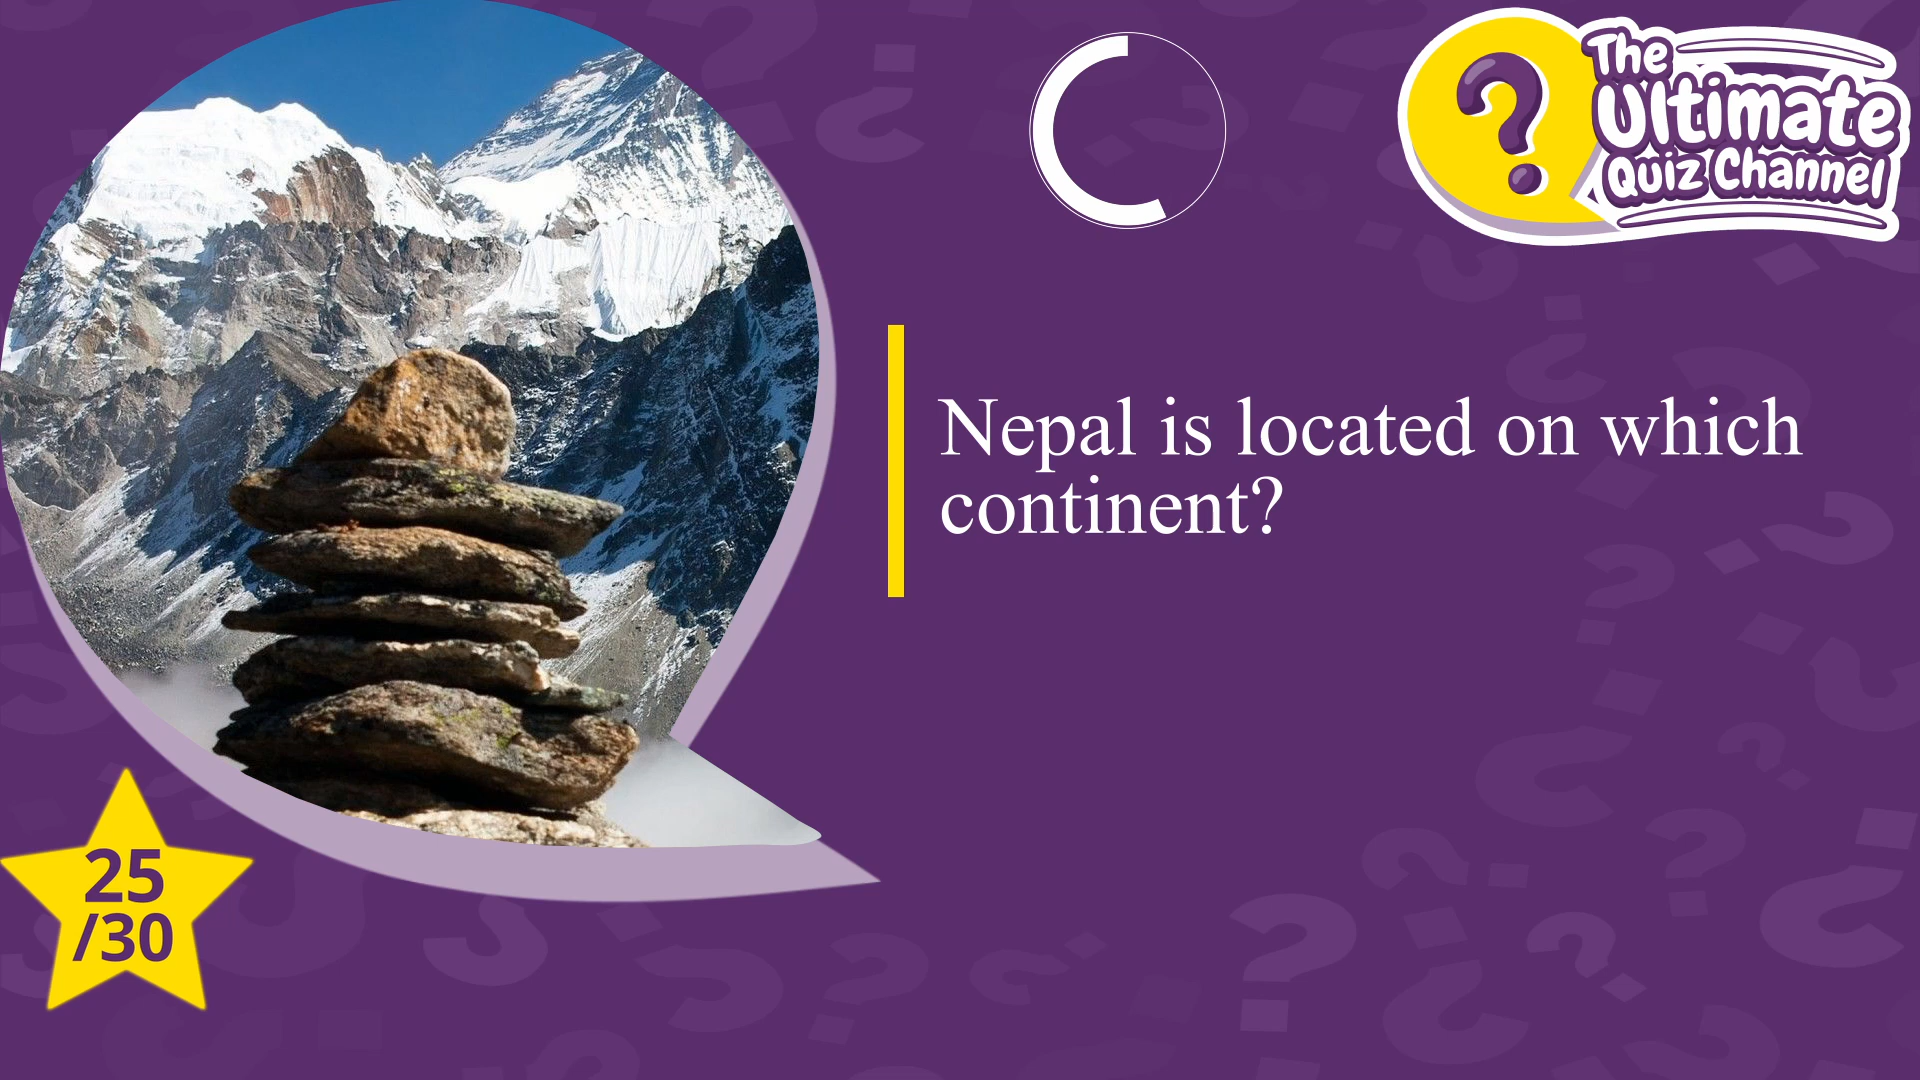 The
Ultimate
Quiz Channel
Nepal is located on which
continent?
25
/30